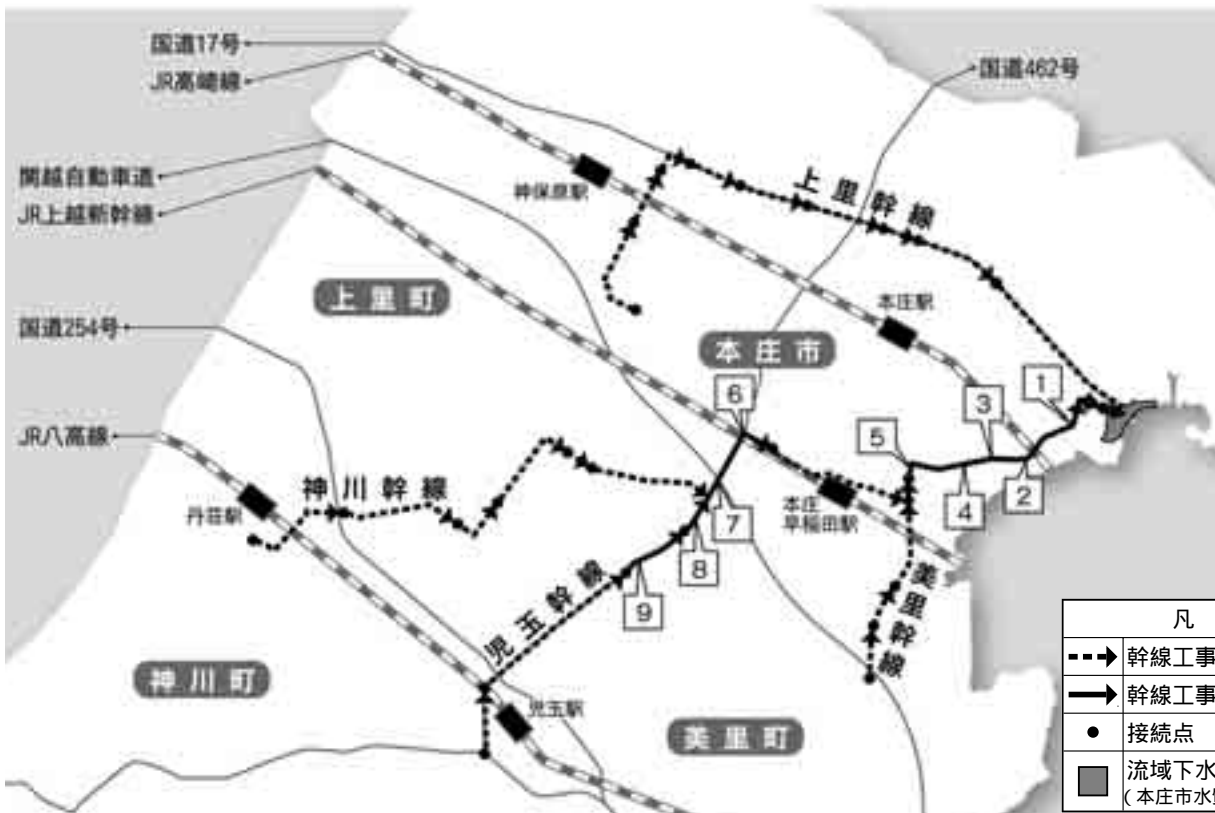 国道17号
JR高崎線
国道462号
関越自動車道
JR上越新幹線
神保原駅
上里幹線
上里町
国道254号
本庄駅
本庄市
1
6
3
5
JR八高線
神川幹線
丹荘駅
本庄
早稲田駅
7
4
2
8
9
児玉幹線
美里幹線
神川町
児玉駅
美里町
凡
幹線工事
幹線工事
接続点
流域下水
(本庄市水